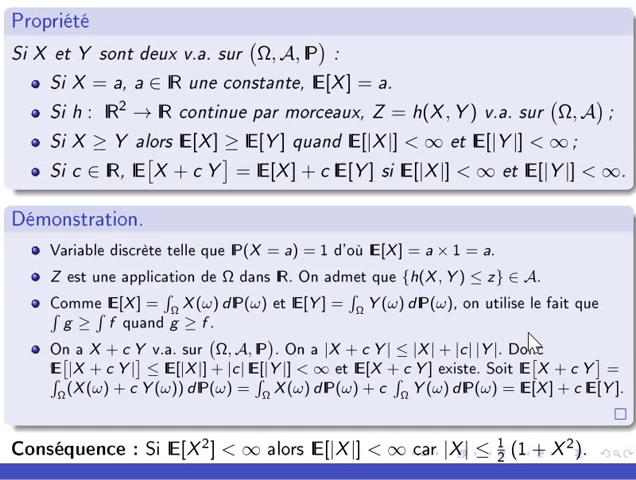 Propriété
Si X et Y sont deux v.a. sur (Ω, 𝒜, ℙ) :
Si X = a, a ∈ ℝ une constante, 𝔼[X] = a.
Si h : ℝ² → ℝ continue par morceaux, Z = h(X, Y) v.a. sur (Ω, 𝒜) ;
Si X ≥ Y alors 𝔼[X] ≥ 𝔼[Y] quand 𝔼[|X|] < ∞ et 𝔼[|Y|] < ∞ ;
Si c ∈ ℝ, 𝔼[X + c Y] = 𝔼[X] + c 𝔼[Y] si 𝔼[|X|] < ∞ et 𝔼[|Y|] < ∞.
Démonstration.
Variable discrète telle que ℙ(X = a) = 1 d'où 𝔼[X] = a × 1 = a.
Z est une application de Ω dans ℝ. On admet que {h(X, Y) ≤ z} ∈ 𝒜.
Comme 𝔼[X] = ∫_Ω X(ω) dℙ(ω) et 𝔼[Y] = ∫_Ω Y(ω) dℙ(ω), on utilise le fait que
∫ g ≥ ∫ f quand g ≥ f.
On a X + c Y v.a. sur (Ω, 𝒜, ℙ). On a |X + c Y| ≤ |X| + |c| |Y|. Donc
𝔼[|X + c Y|] ≤ 𝔼[|X|] + |c| 𝔼[|Y|] < ∞ et 𝔼[X + c Y] existe. Soit 𝔼[X + c Y] =
∫_Ω(X(ω) + c Y(ω)) dℙ(ω) = ∫_Ω X(ω) dℙ(ω) + c ∫_Ω Y(ω) dℙ(ω) = 𝔼[X] + c 𝔼[Y].
Conséquence : Si 𝔼[X²] < ∞ alors 𝔼[|X|] < ∞ car |X| ≤ ½ (1 + X²).